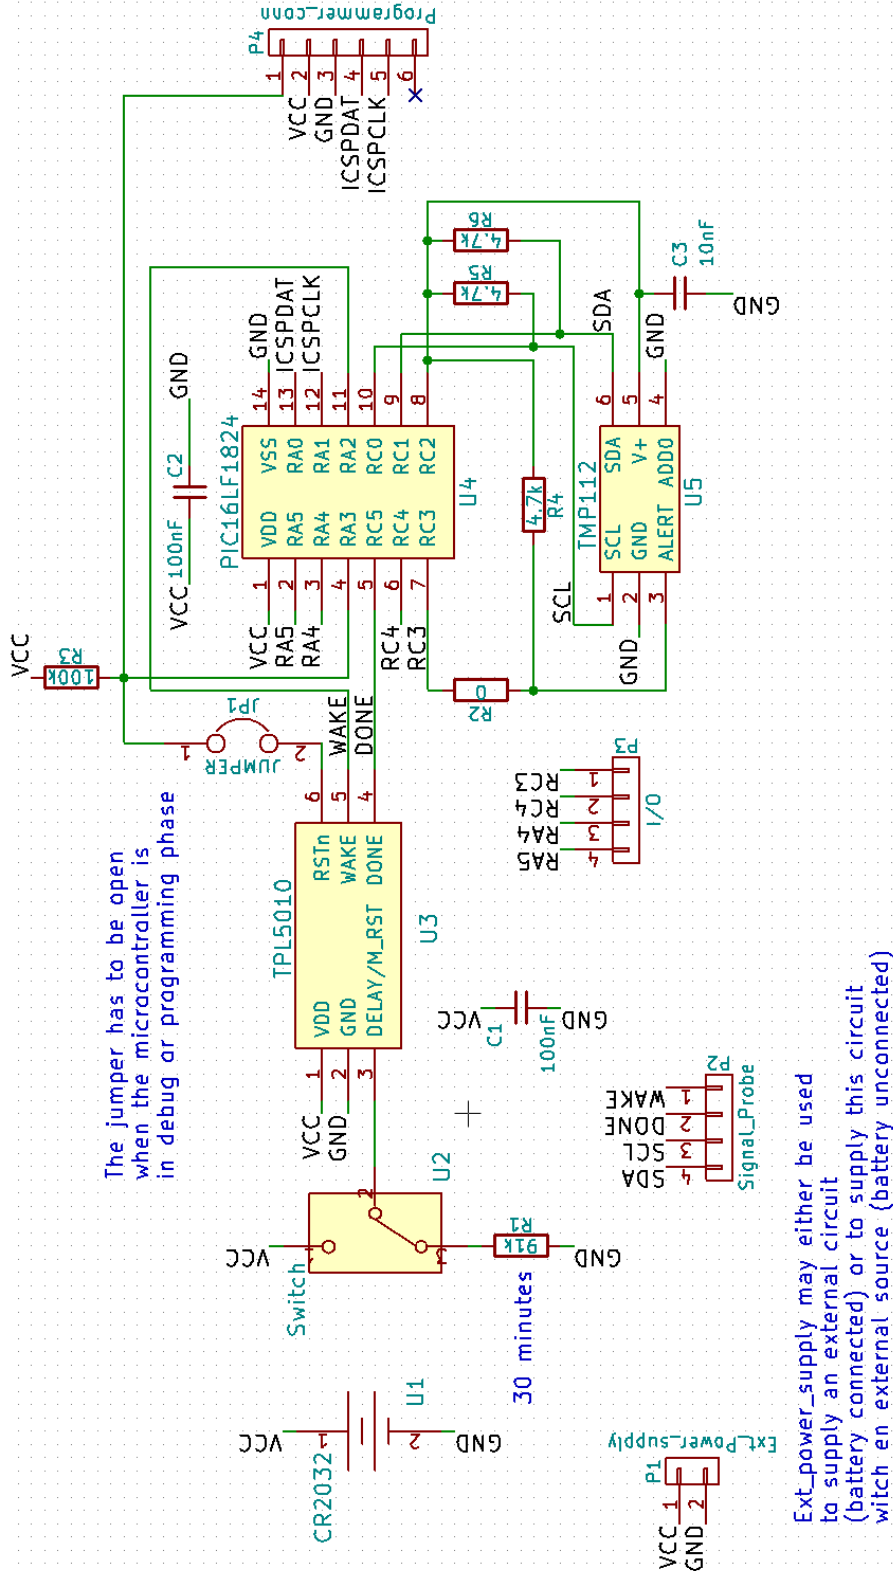 Programmer_conn
P4
1
2
3
4
5
6
VCC
GND
ICSPDAT
ICSPCLK
VCC
R3
100k
JP1
JUMPER
1
2
The jumper has to be open
when the microcontroller is
in debug or programming phase
C2
100nF
VCC
GND
PIC16LF1824
U4
VDD
RA5
RA4
RA3
RC5
RC4
RC3
VSS
RA0
RA1
RA2
RC0
RC1
RC2
1
2
3
4
5
6
7
14
13
12
11
10
9
8
VCC
RA5
RA4
RC4
RC3
GND
ICSPDAT
ICSPCLK
WAKE
DONE
R6
4.7k
R5
4.7k
R4
4.7k
R2
0
SDA
SCL
C3
10nF
GND
TMP112
U5
SCL
GND
ALERT
SDA
V+
ADD0
1
2
3
6
5
4
GND
GND
TPL5010
U3
VDD
GND
DELAY/M_RST
RSTn
WAKE
DONE
1
2
3
6
5
4
VCC
GND
Switch
U2
1
2
3
VCC
R1
91k
GND
30 minutes
CR2032
U1
VCC
1
2
GND
C1
100nF
VCC
GND
P3
I/O
RC3
RC4
RA4
RA5
1
2
3
4
P2
Signal_Probe
WAKE
DONE
SCL
SDA
1
2
3
4
P1
Ext_Power_supply
VCC
GND
1
2
Ext_power_supply may either be used
to supply an external circuit
(battery connected) or to supply this circuit
witch en external source (battery unconnected)